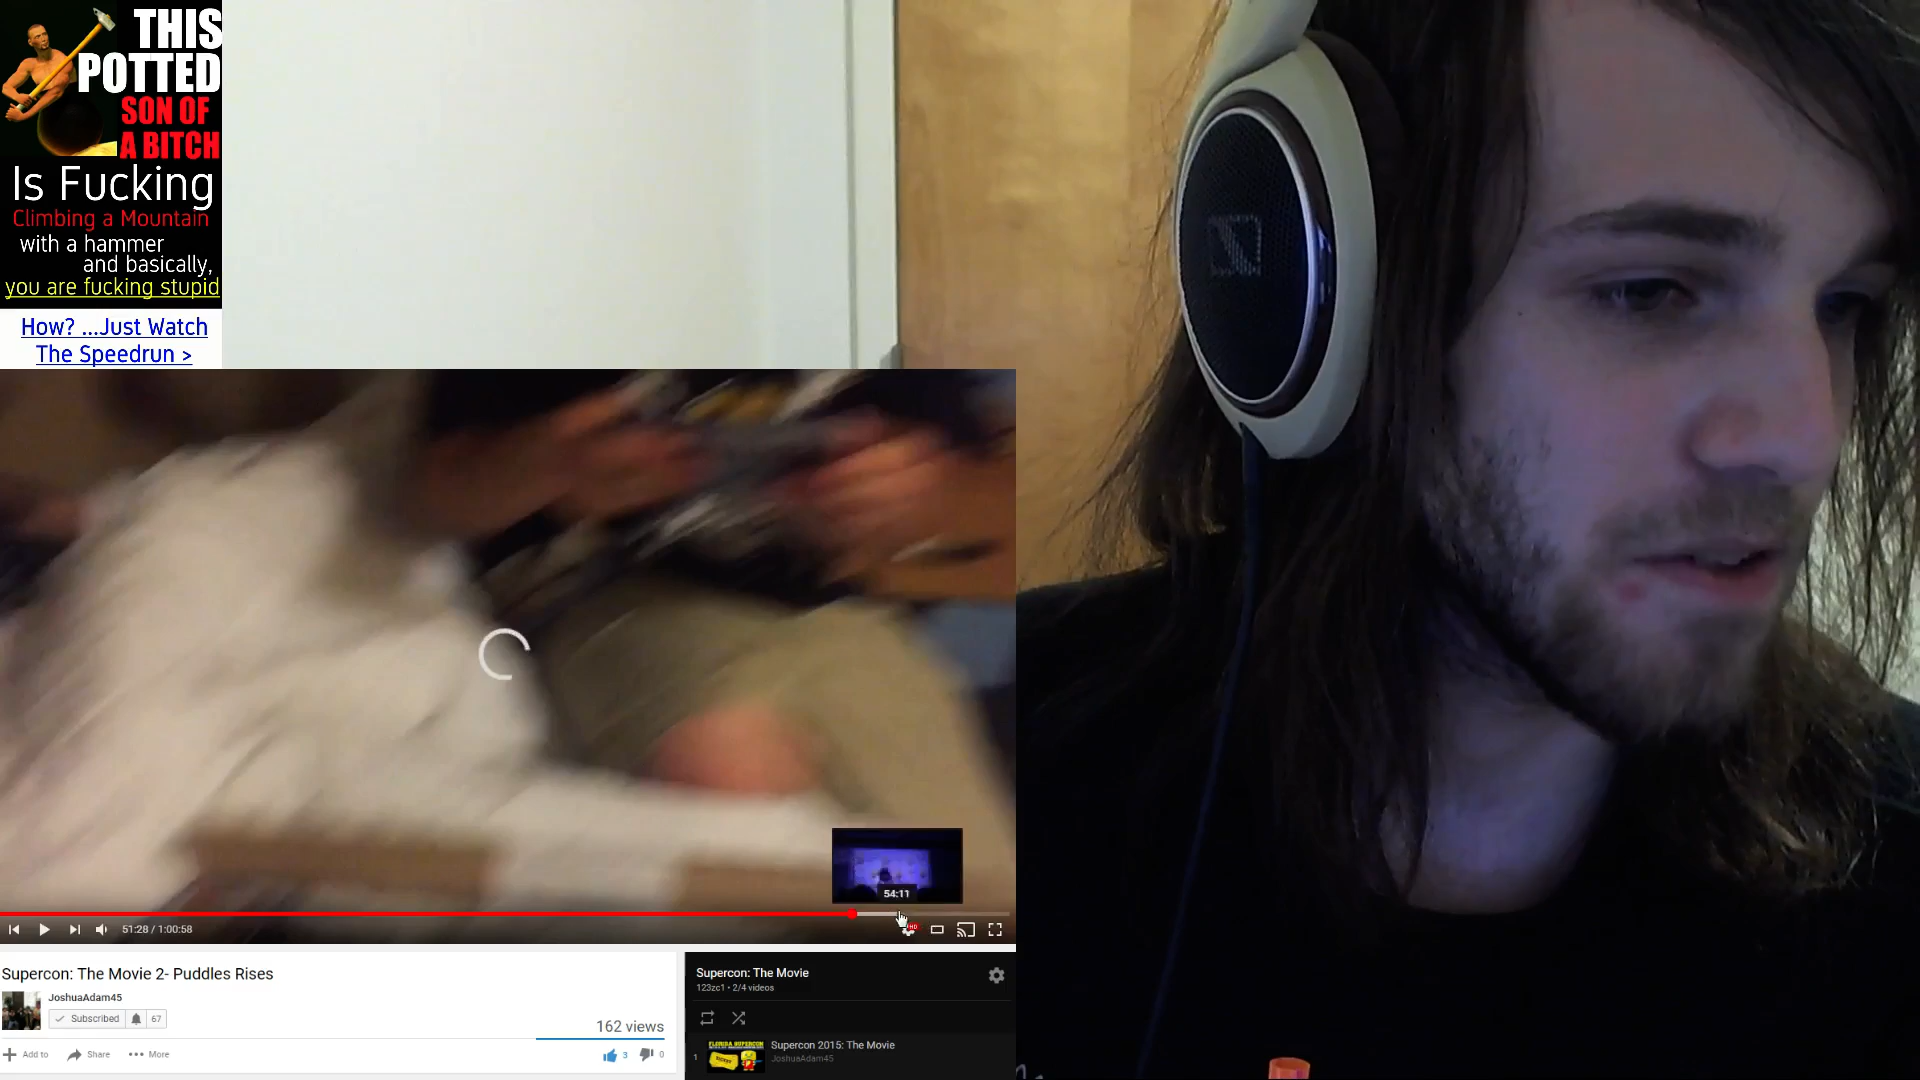 THIS
POTTED
SON OF
A BITCH
Is Fucking
Climbing a Mountain
with a hammer
and basically,
you are fucking stupid
How? ...Just Watch
The Speedrun >
54:11
HD
51:28 / 1:00:58
Supercon: The Movie 2- Puddles Rises
JoshuaAdam45
Subscribed 67
162 views
Add to Share More
3 0
Supercon: The Movie
123zc1 • 2/4 videos
1
FLORIDA SUPERCON
Supercon 2015: The Movie
JoshuaAdam45